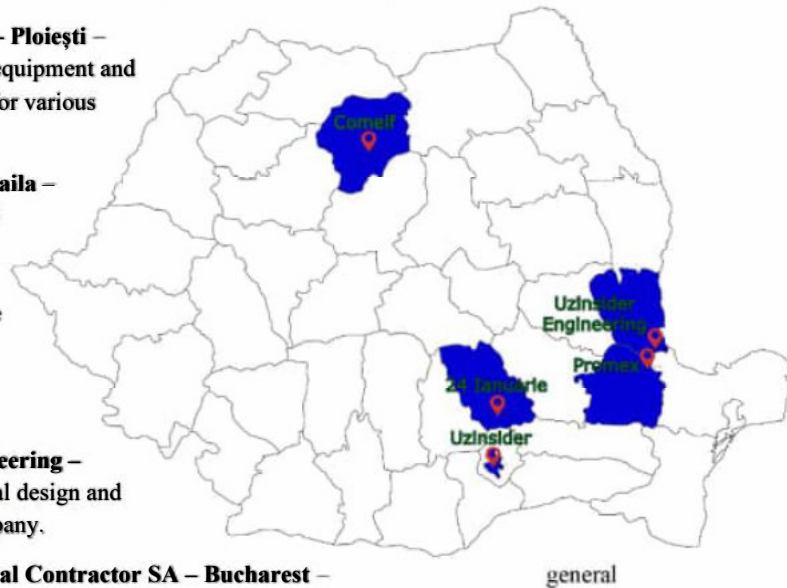 - Ploiești –
equipment and
or various
aila –
eering –
al design and
pany.
al Contractor SA – Bucharest –
general
Comelf
Uzinsider
Engineering
Promex
24 Ianuarie
Uzinsider